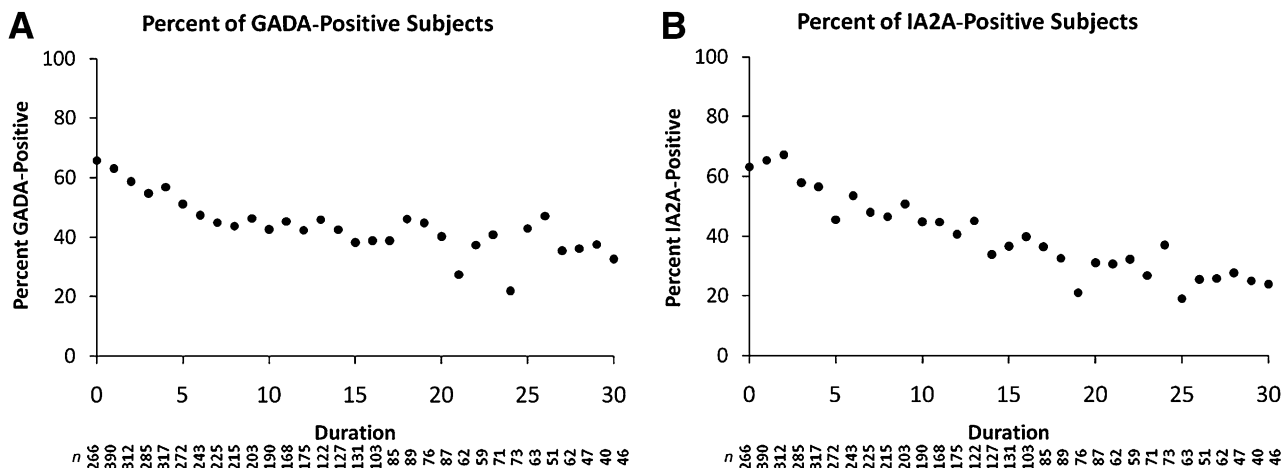 A
Percent of GADA-Positive Subjects
Percent GADA-Positive
100
80
60
40
20
0
0 5 10 15 20 25 30
Duration
n 266 390 312 285 317 272 243 225 215 203 190 168 175 122 127 131 103 85 89 76 87 62 59 71 73 63 51 62 47 40 46
B
Percent of IA2A-Positive Subjects
Percent IA2A-Positive
100
80
60
40
20
0
0 5 10 15 20 25 30
Duration
n 266 390 312 285 317 272 243 225 215 203 190 168 175 122 127 131 103 85 89 76 87 62 59 71 73 63 51 62 47 40 46